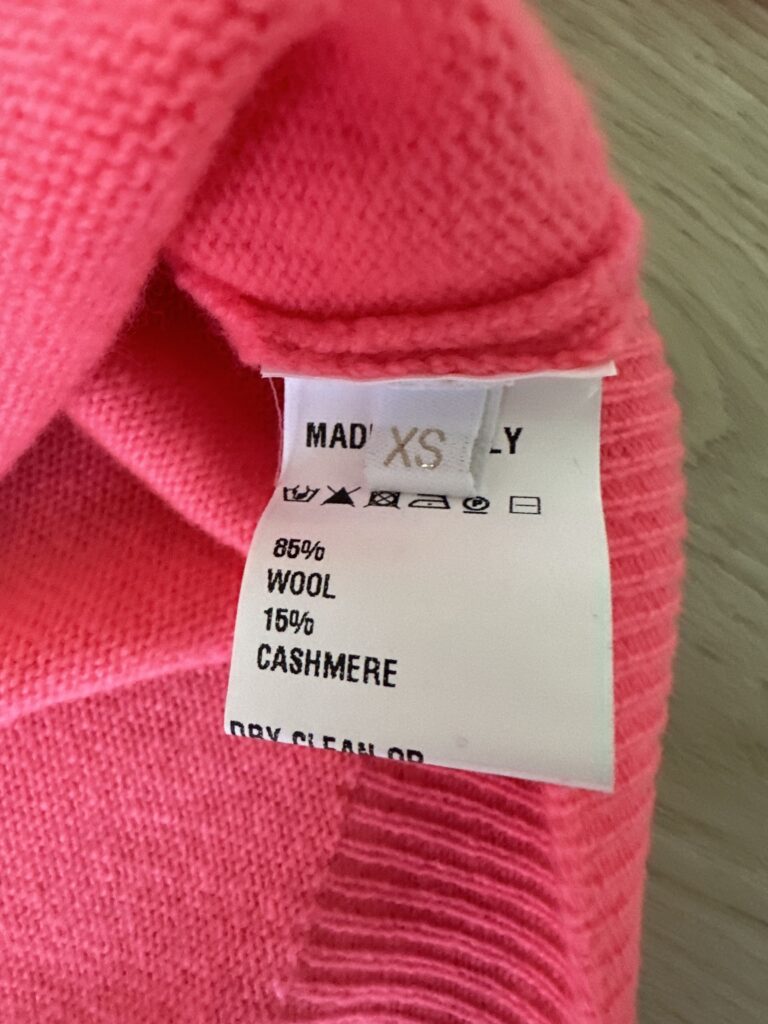 MAD LY
XS
85%
WOOL
15%
CASHMERE
DRY CLEAN OR